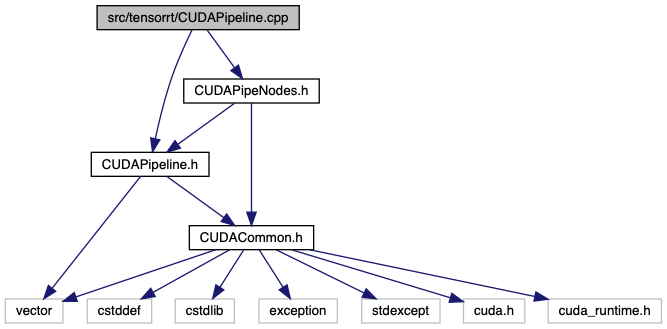 src/tensorrt/CUDAPipeline.cpp
CUDAPipeNodes.h
CUDAPipeline.h
CUDACommon.h
vector
cstddef
cstdlib
exception
stdexcept
cuda.h
cuda_runtime.h